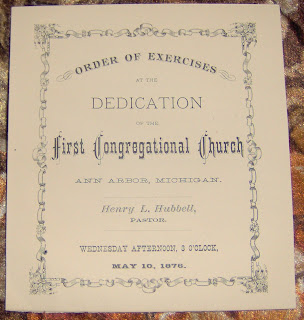 ORDER OF EXERCISES
AT THE
DEDICATION
OF THE
First Congregational Church
ANN ARBOR, MICHIGAN.
Henry L. Hubbell,
PASTOR.
WEDNESDAY AFTERNOON, 3 O'CLOCK,
MAY 10, 1876.